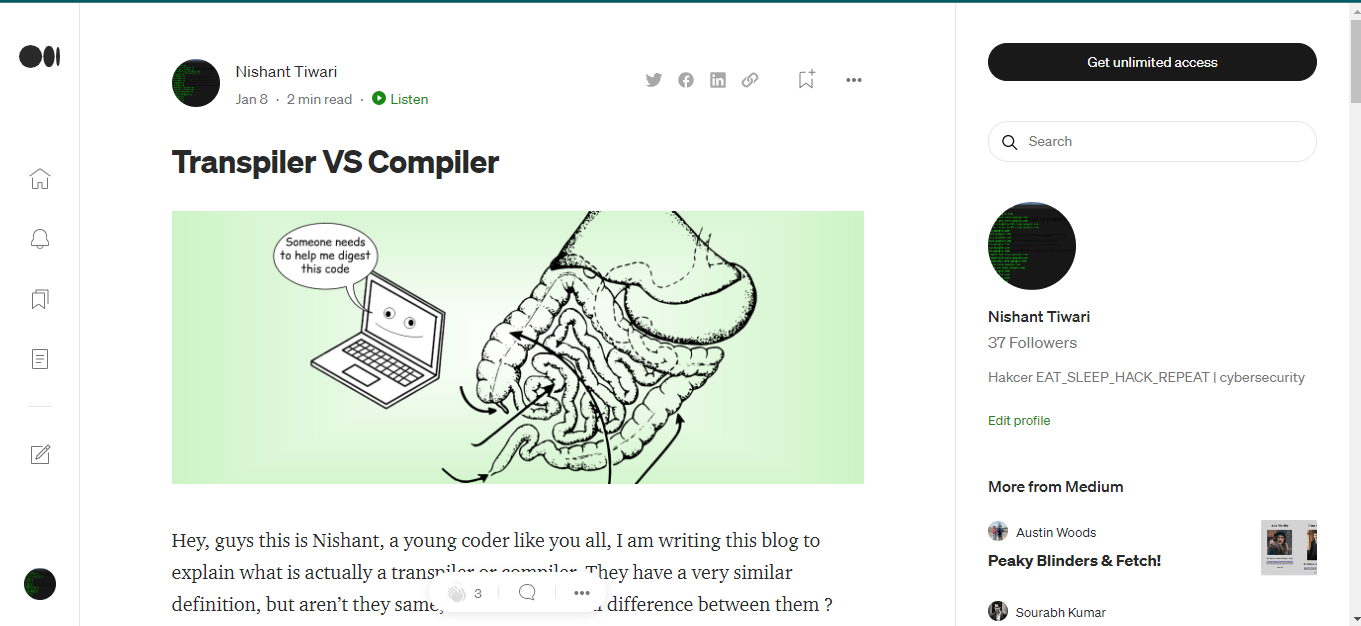 Nishant Tiwari
Jan 8 · 2 min read · Listen
Transpiler VS Compiler
Someone needs
to help me digest
this code
Hey, guys this is Nishant, a young coder like you all, I am writing this blog to
explain what is actually a transpiler or compiler. They have a very similar
definition, but aren’t they same, difference between them ?
3
Get unlimited access
Search
Nishant Tiwari
37 Followers
Hakcer EAT_SLEEP_HACK_REPEAT | cybersecurity
Edit profile
More from Medium
Austin Woods
Peaky Blinders & Fetch!
Sourabh Kumar